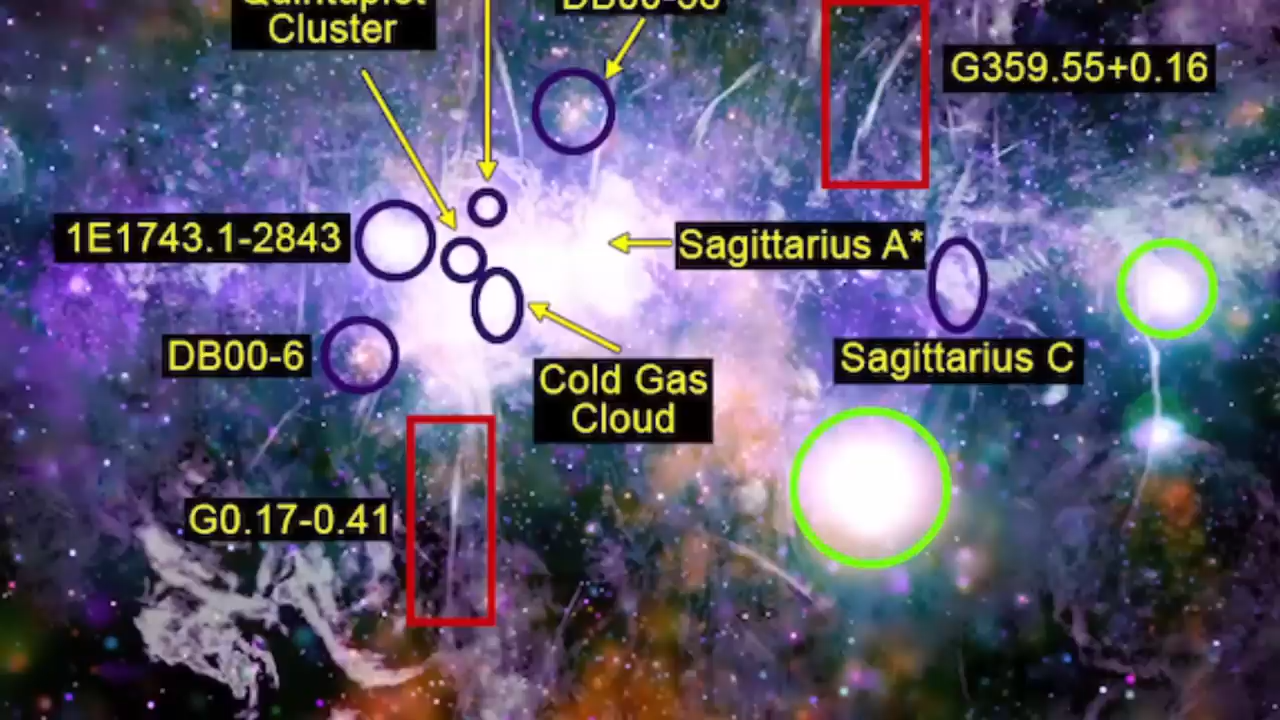 Cluster
G359.55+0.16
1E1743.1-2843
Sagittarius A*
DB00-6
Sagittarius C
Cold Gas
Cloud
G0.17-0.41